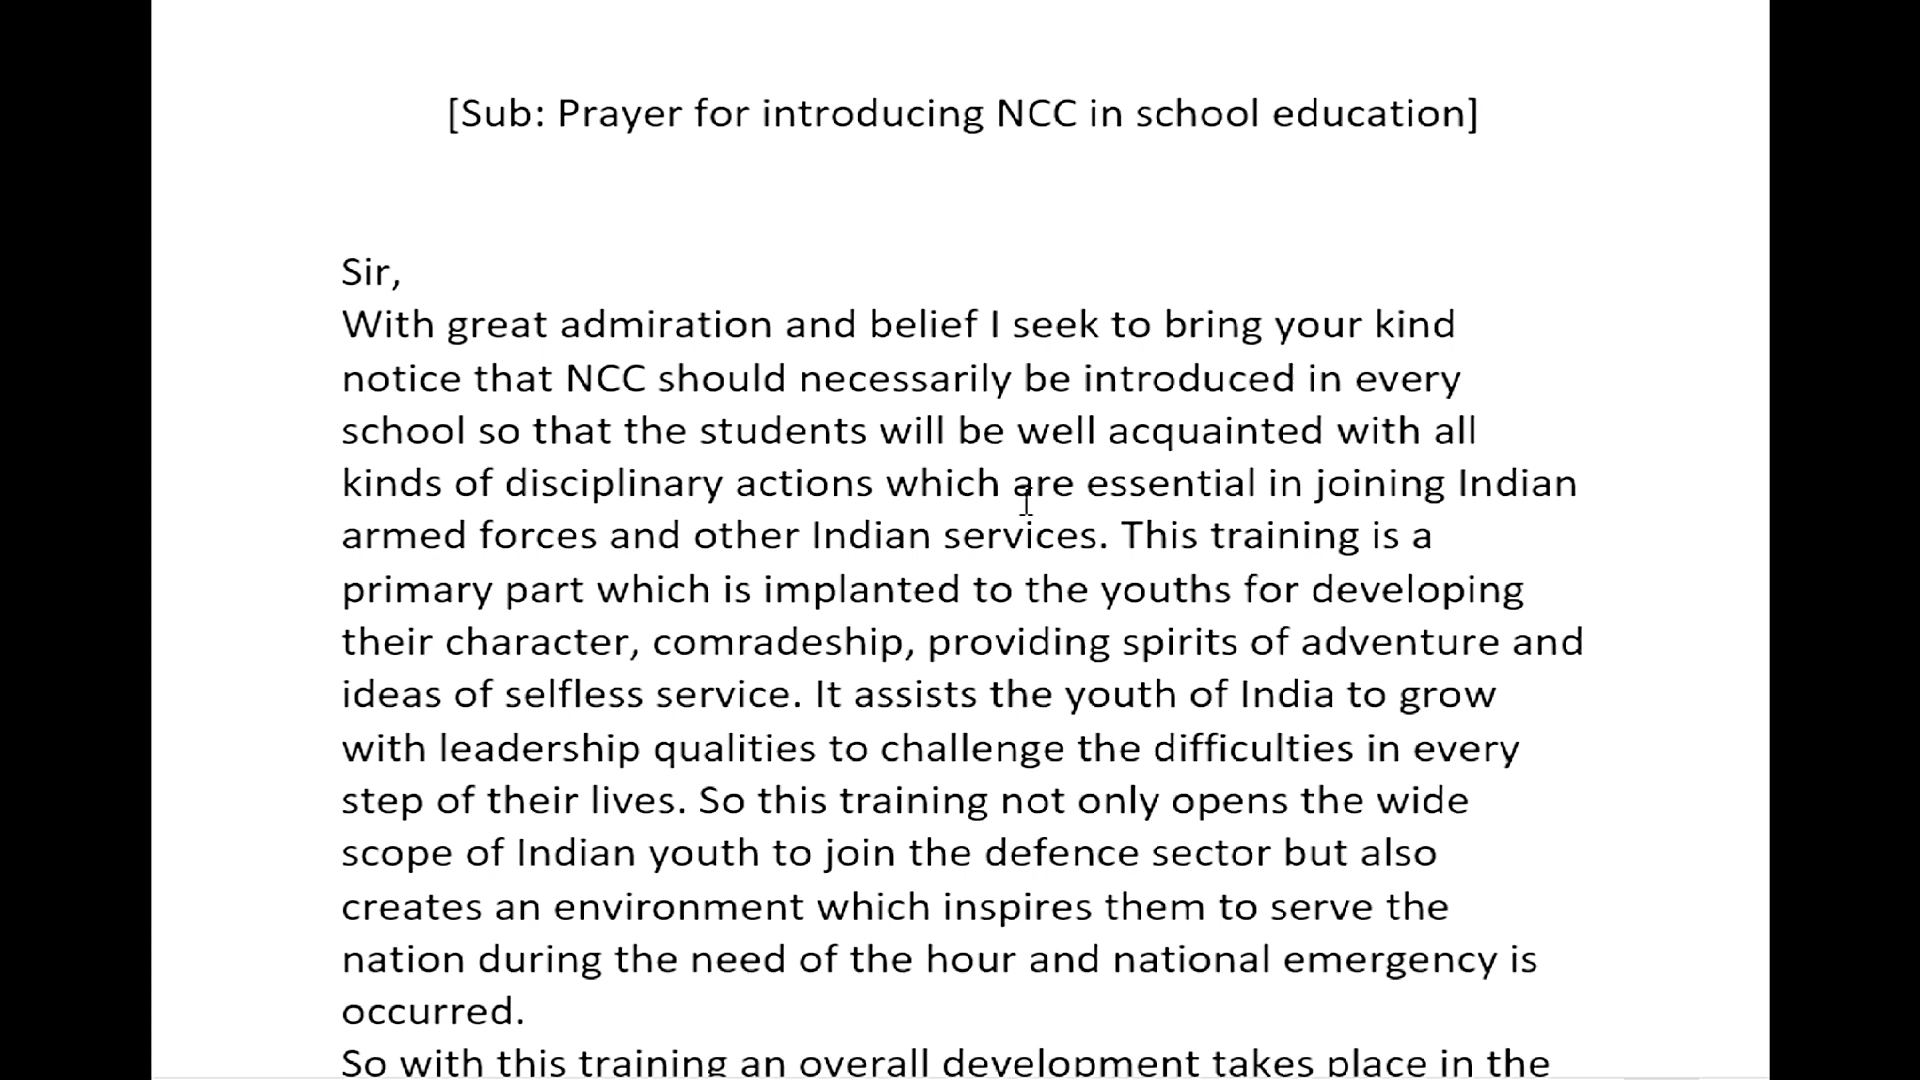 [Sub: Prayer for introducing NCC in school education]
Sir,
With great admiration and belief I seek to bring your kind
notice that NCC should necessarily be introduced in every
school so that the students will be well acquainted with all
kinds of disciplinary actions which are essential in joining Indian
armed forces and other Indian services. This training is a
primary part which is implanted to the youths for developing
their character, comradeship, providing spirits of adventure and
ideas of selfless service. It assists the youth of India to grow
with leadership qualities to challenge the difficulties in every
step of their lives. So this training not only opens the wide
scope of Indian youth to join the defence sector but also
creates an environment which inspires them to serve the
nation during the need of the hour and national emergency is
occurred.
So with this training an overall development takes place in the